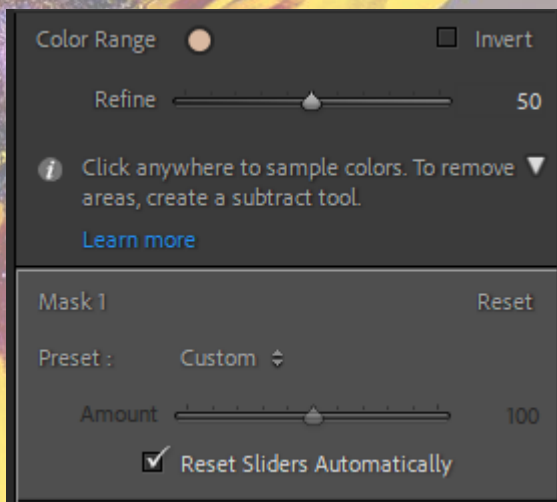 Color Range Invert
Refine 50
Click anywhere to sample colors. To remove
areas, create a subtract tool.
Learn more
Mask 1 Reset
Preset : Custom
Amount 100
Reset Sliders Automatically